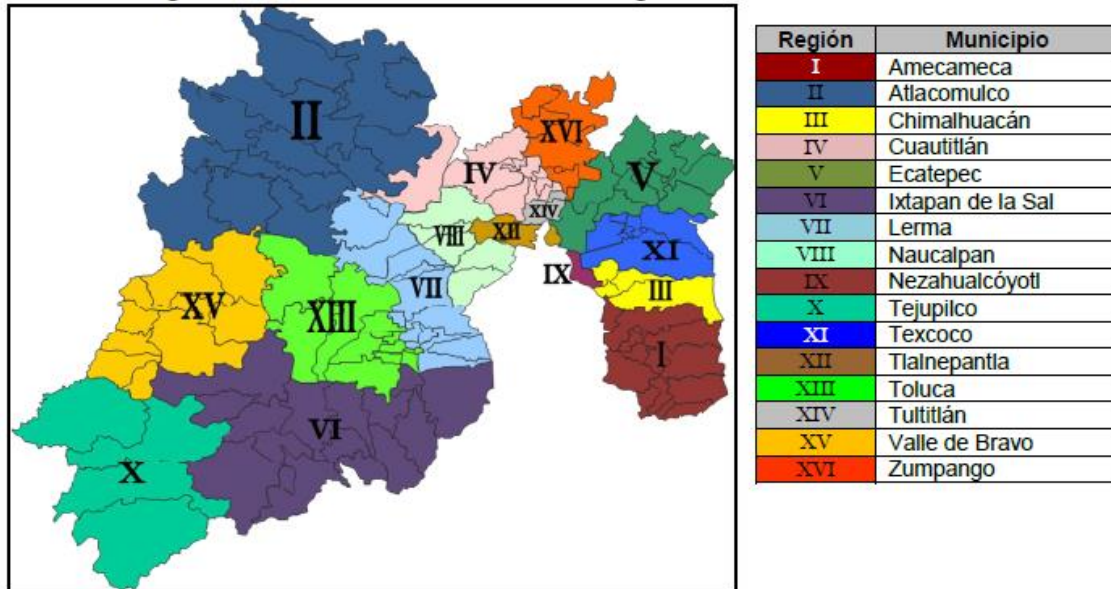 II
XVI
IV
V
XIV
VIII
XII
XI
IX
VII
III
XV
XIII
I
VI
X
Región Municipio
I Amecameca
II Atlacomulco
III Chimalhuacán
IV Cuautitlán
V Ecatepec
VI Ixtapan de la Sal
VII Lerma
VIII Naucalpan
IX Nezahualcóyotl
X Tejupilco
XI Texcoco
XII Tlalnepantla
XIII Toluca
XIV Tultitlán
XV Valle de Bravo
XVI Zumpango